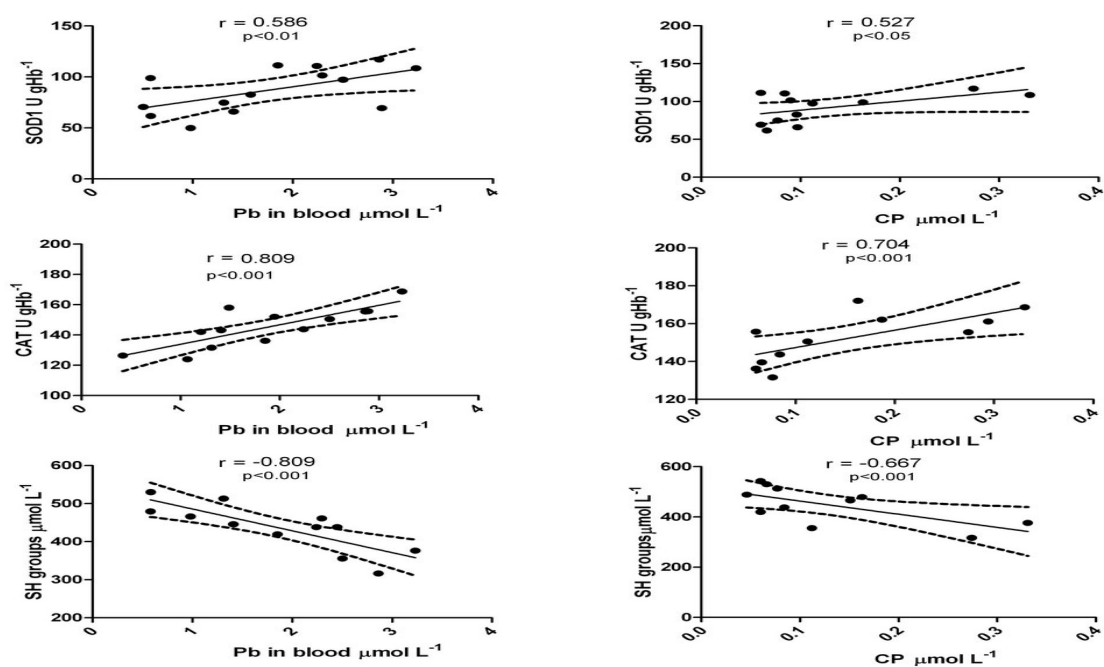 r = 0.586
p<0.01
SOD1 U gHb-1
150
100
50
0
0
1
2
3
4
Pb in blood μmol L-1
r = 0.527
p<0.05
SOD1 U gHb-1
200
150
100
50
0
0.0
0.1
0.2
0.3
0.4
CP μmol L-1
r = 0.809
p<0.001
CAT U gHb-1
200
180
160
140
120
100
0
1
2
3
4
Pb in blood μmol L-1
r = 0.704
p<0.001
CAT U gHb-1
200
180
160
140
120
0.0
0.1
0.2
0.3
0.4
CP μmol L-1
r = -0.809
p<0.001
SH groups μmol L-1
600
500
400
300
200
0
1
2
3
4
Pb in blood μmol L-1
r = -0.667
p<0.001
SH groupsμmol L-1
600
400
200
0
0.0
0.1
0.2
0.3
0.4
CP μmol L-1